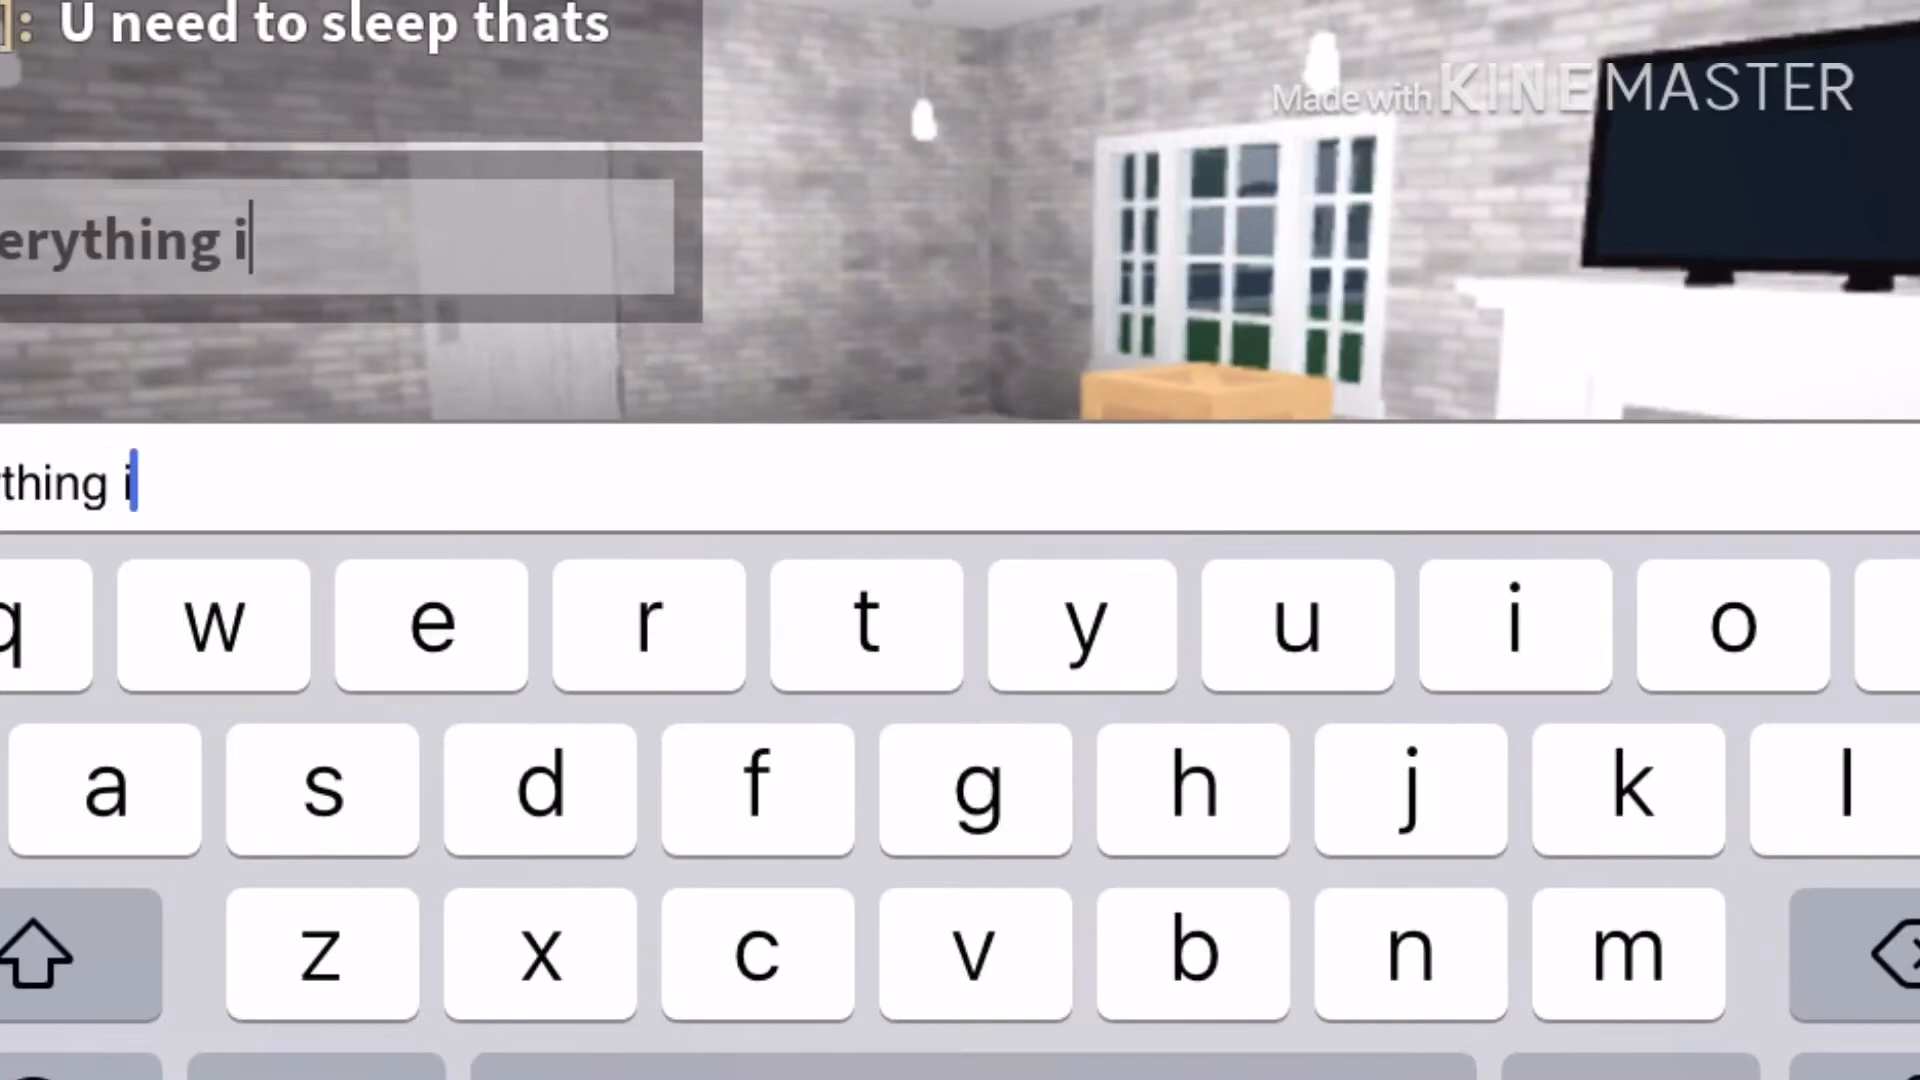 ]: U need to sleep thats
Made with KINEMASTER
erything i
thing i
q w e r t y u i o
a s d f g h j k l
z x c v b n m